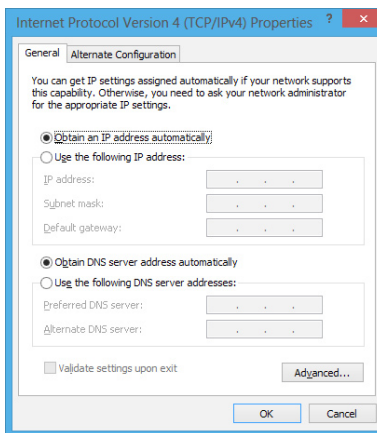 Internet Protocol Version 4 (TCP/IPv4) Properties ? ×
General Alternate Configuration
You can get IP settings assigned automatically if your network supports
this capability. Otherwise, you need to ask your network administrator
for the appropriate IP settings.
Obtain an IP address automatically
Use the following IP address:
IP address: . . .
Subnet mask: . . .
Default gateway: . . .
Obtain DNS server address automatically
Use the following DNS server addresses:
Preferred DNS server: . . .
Alternate DNS server: . . .
Validate settings upon exit
Advanced...
OK Cancel